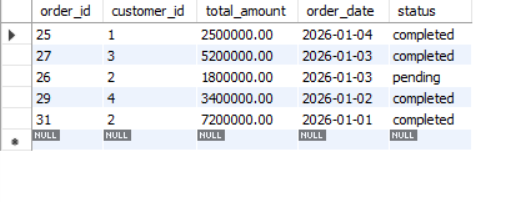 order_id customer_id total_amount order_date status
25 1 2500000.00 2026-01-04 completed
27 3 5200000.00 2026-01-03 completed
26 2 1800000.00 2026-01-03 pending
29 4 3400000.00 2026-01-02 completed
31 2 7200000.00 2026-01-01 completed
NULL NULL NULL NULL NULL